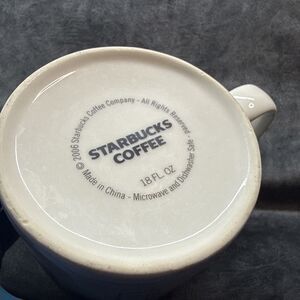 © 2006 Starbucks Coffee Company - All Rights Reserved -
STARBUCKS
COFFEE
18 FL. OZ
Made in China - Microwave and Dishwasher Safe -